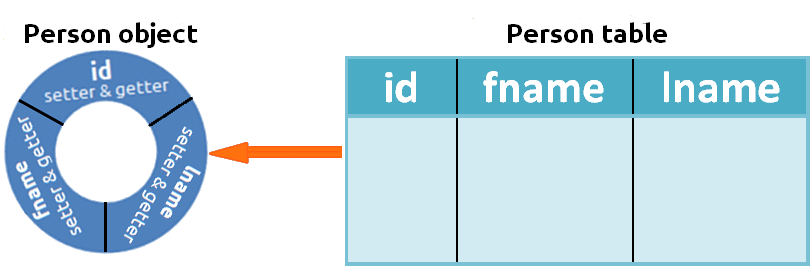 Person object
id
setter & getter
fname
setter & getter
lname
setter & getter
Person table
id
fname
lname